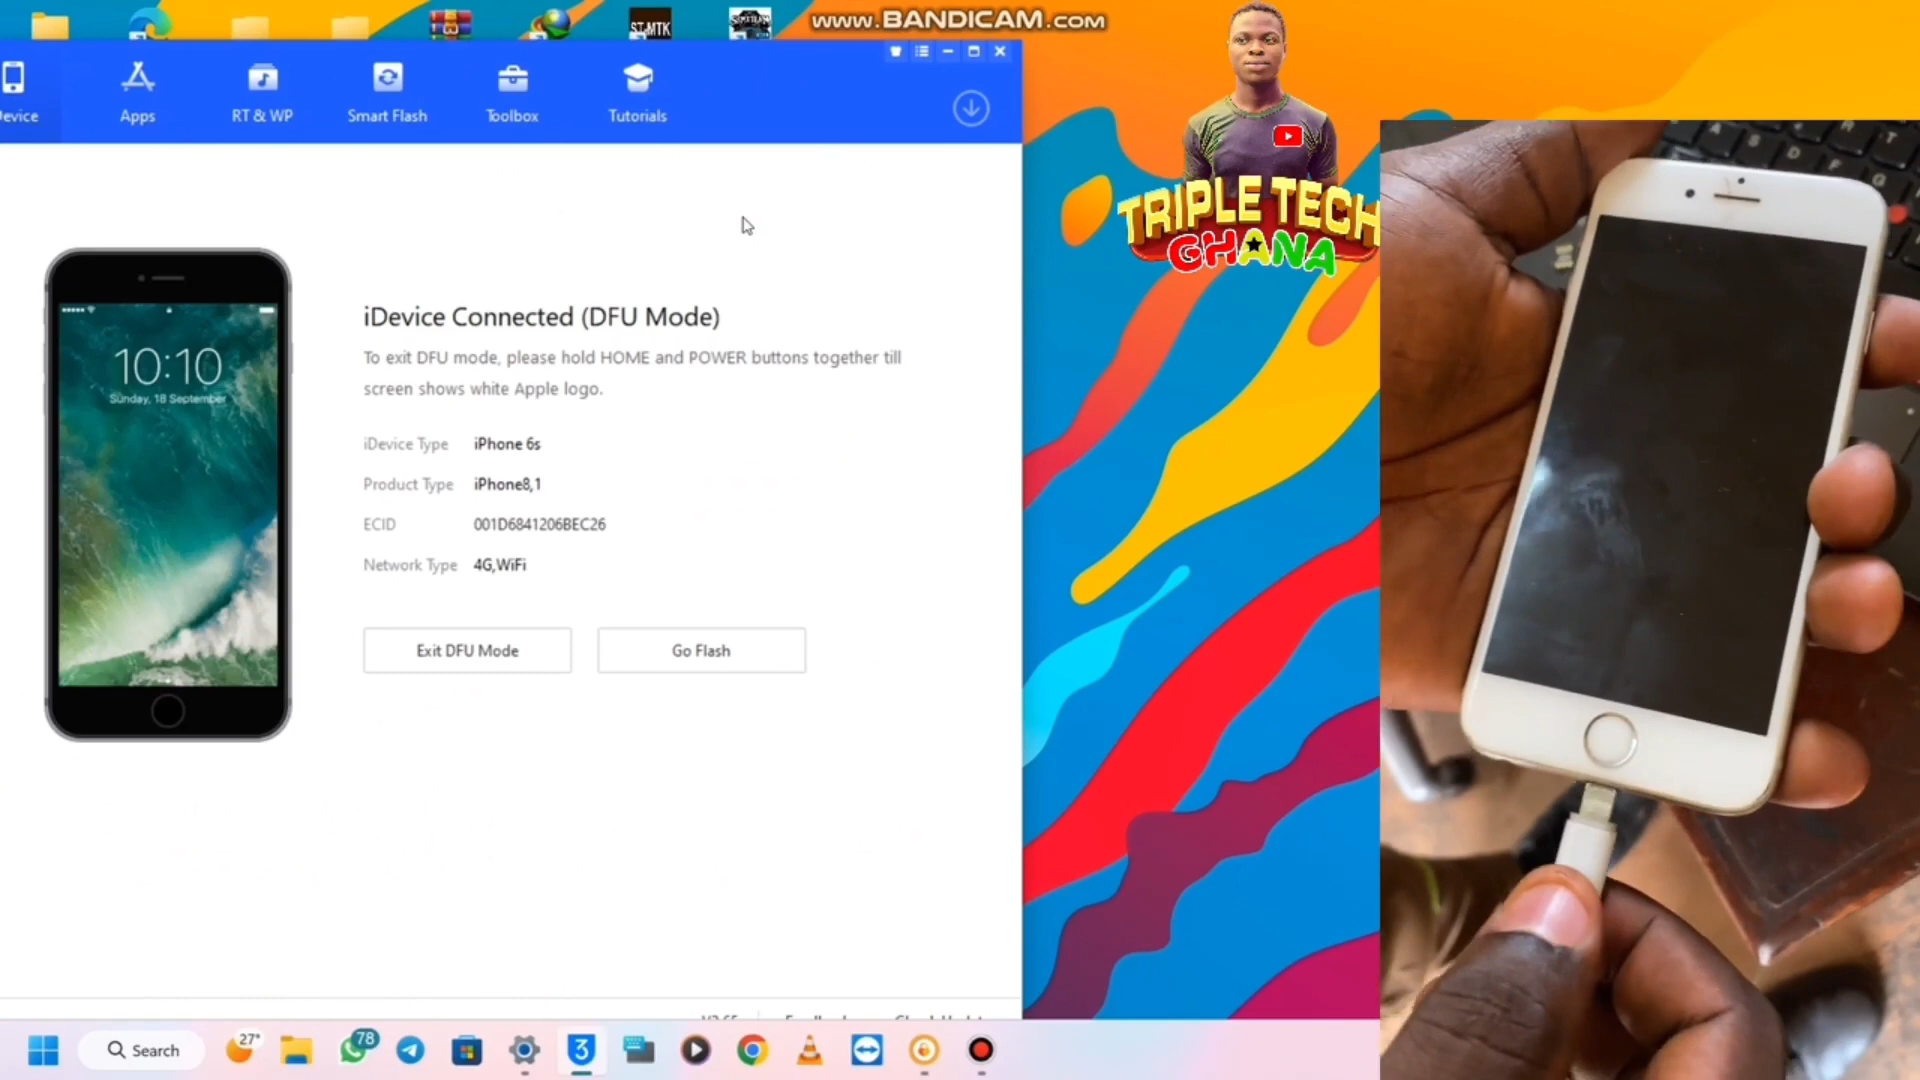 ST-MTK
www.BANDICAM.com
Apps
RT & WP
Smart Flash
Toolbox
Tutorials
TRIPLE TECH
GHANA
10:10
Sunday, 18 September
iDevice Connected (DFU Mode)
To exit DFU mode, please hold HOME and POWER buttons together till
screen shows white Apple logo.
iDevice Type iPhone 6s
Product Type iPhone8,1
ECID 001D6841206BEC26
Network Type 4G,WiFi
Exit DFU Mode
Go Flash
Search
27°
78
3